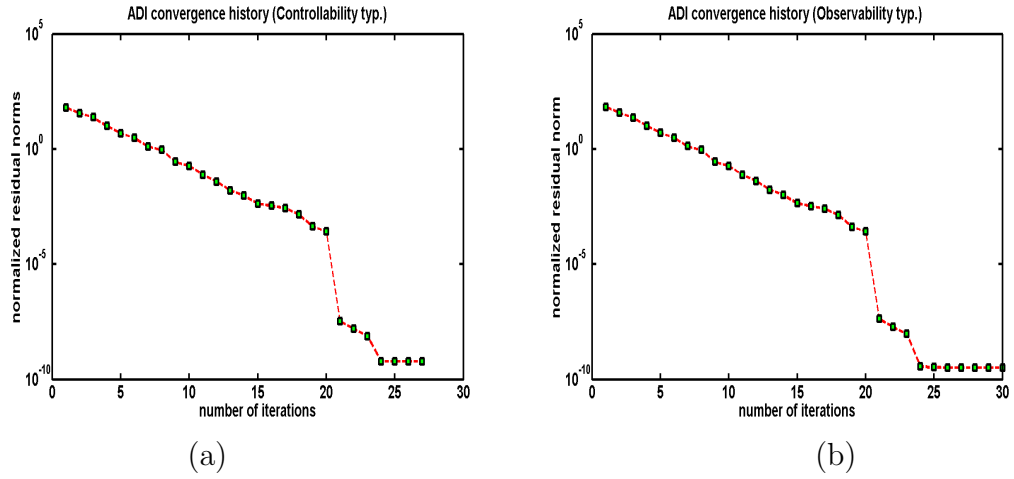 ADI convergence history (Controllability typ.)
10^5
10^0
10^-5
10^-10
normalized residual norms
0 5 10 15 20 25 30
number of iterations
(a)
ADI convergence history (Observability typ.)
10^5
10^0
10^-5
10^-10
normalized residual norm
0 5 10 15 20 25 30
number of iterations
(b)